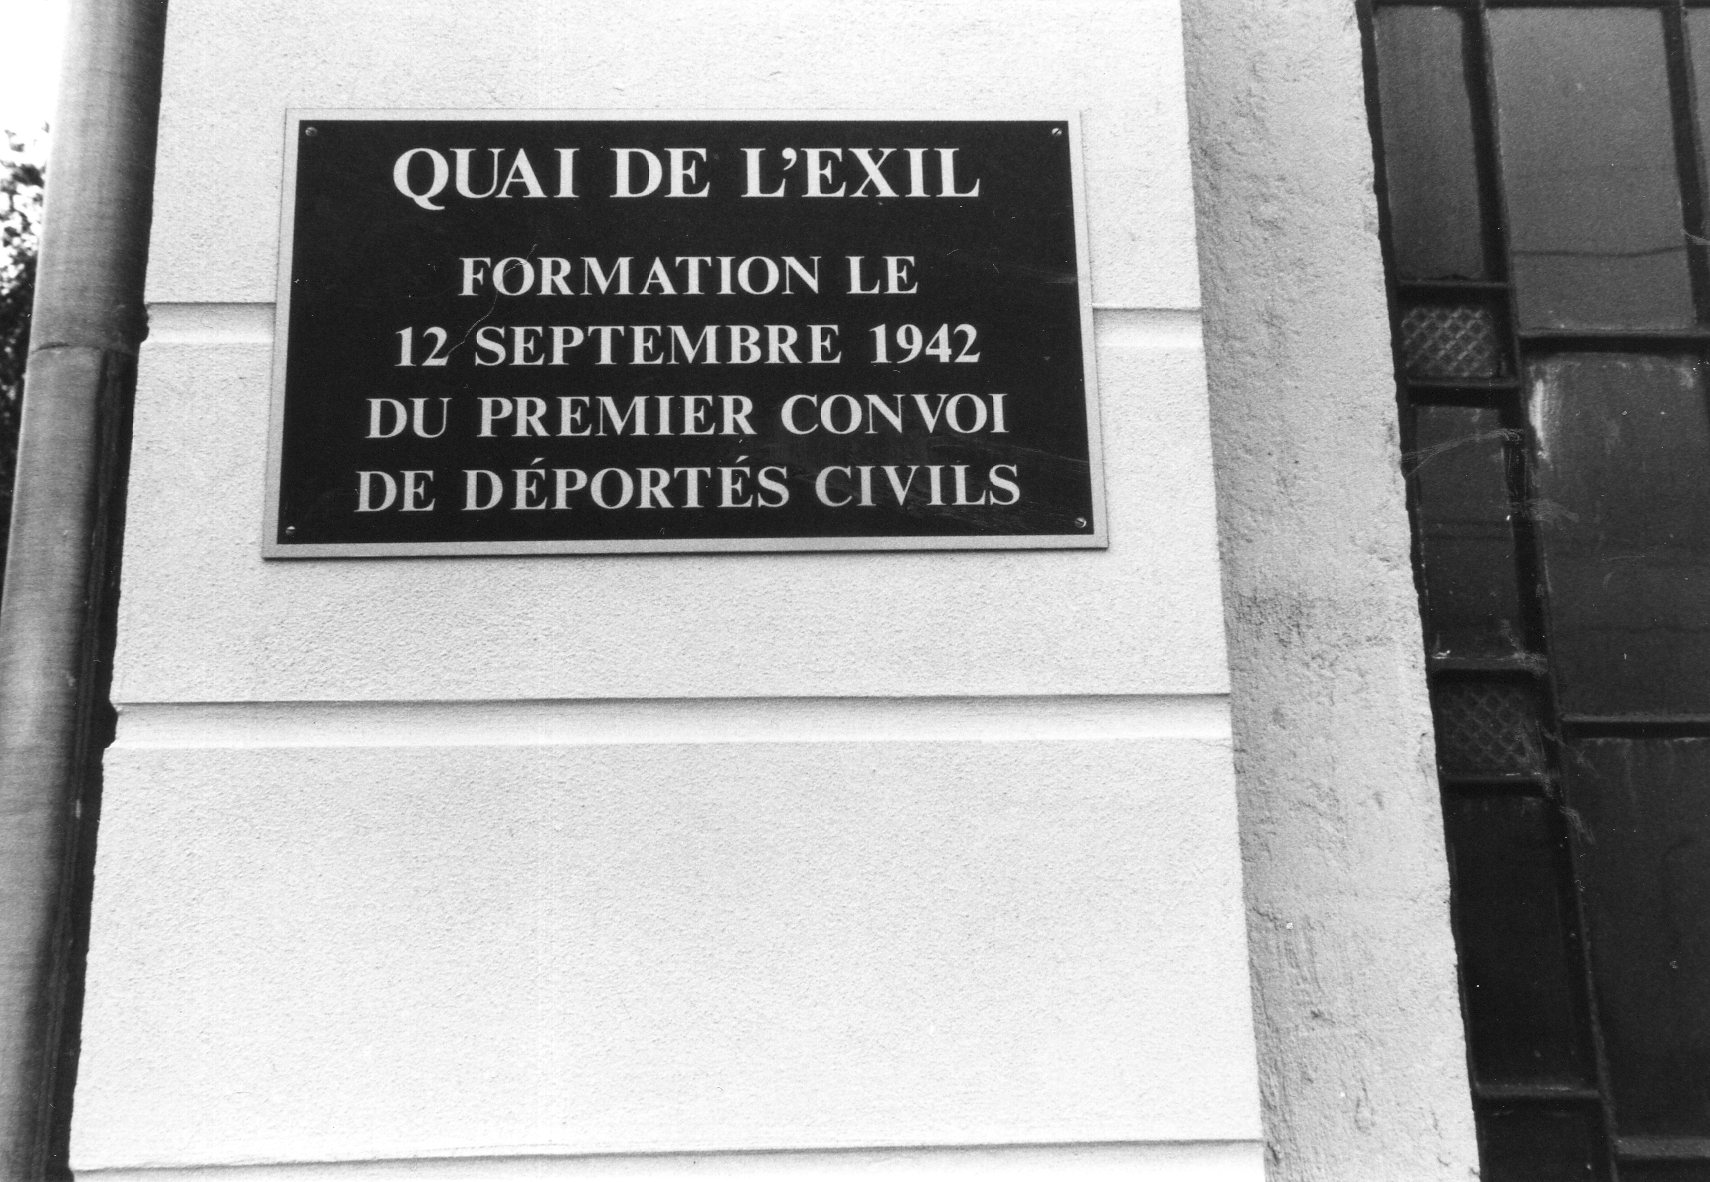 QUAI DE L'EXIL
FORMATION LE
12 SEPTEMBRE 1942
DU PREMIER CONVOI
DE DÉPORTÉS CIVILS